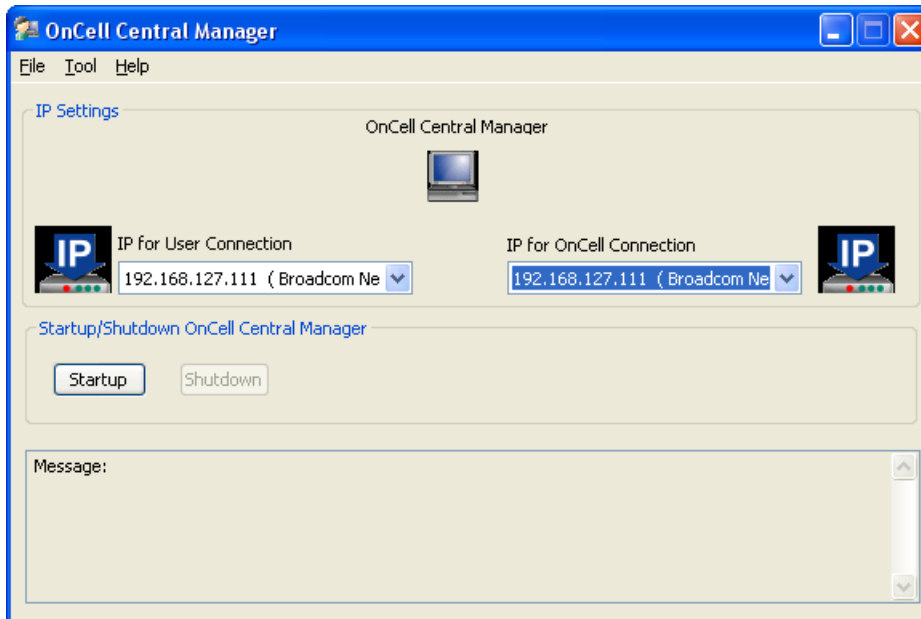 OnCell Central Manager
File Tool Help
IP Settings
OnCell Central Manager
IP
IP for User Connection
192.168.127.111 ( Broadcom Ne
IP for OnCell Connection
192.168.127.111 ( Broadcom Ne
IP
Startup/Shutdown OnCell Central Manager
Startup Shutdown
Message: